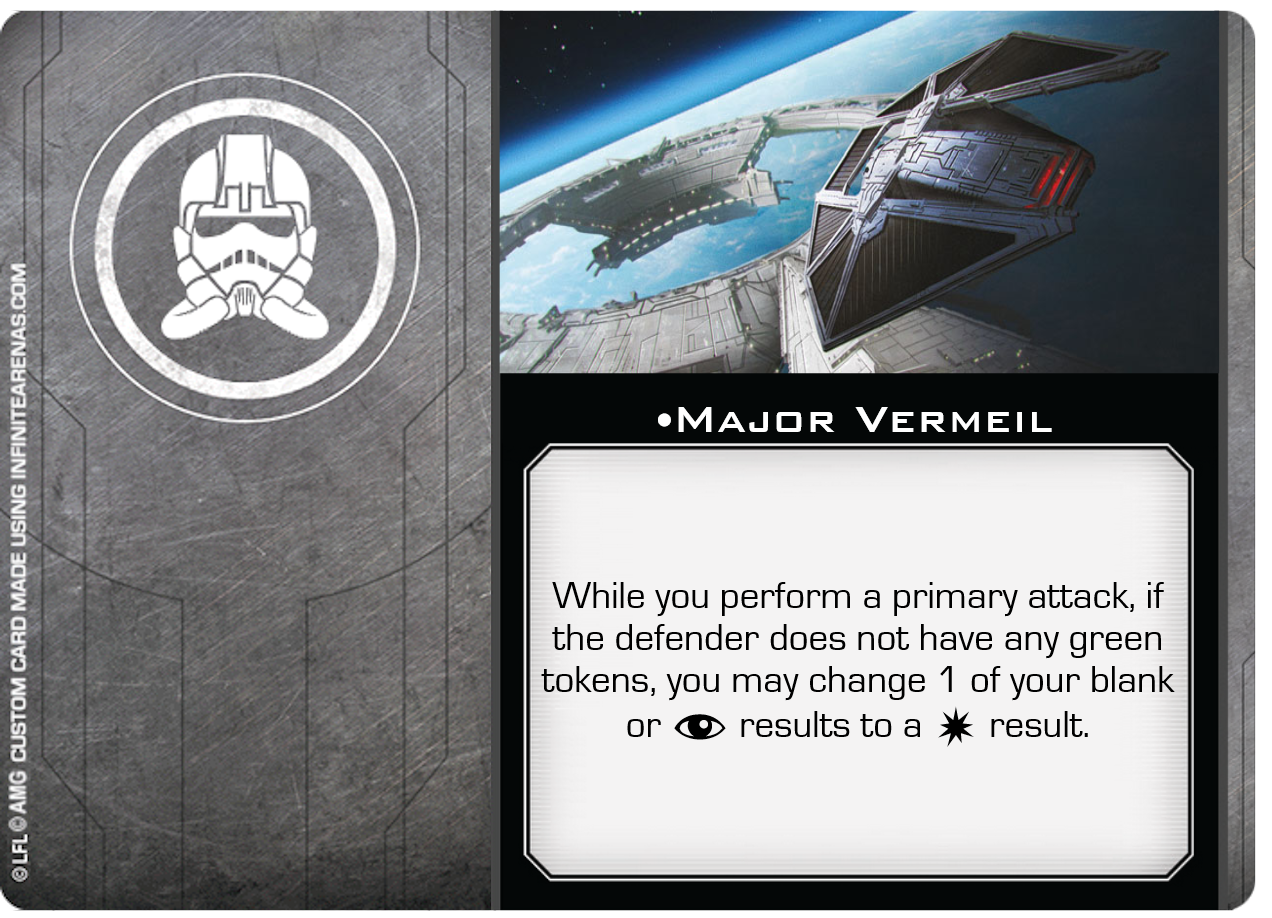 •MAJOR VERMEIL
While you perform a primary attack, if
the defender does not have any green
tokens, you may change 1 of your blank
or results to a result.
© LFL © AMG CUSTOM CARD MADE USING INFINITEARENAS.COM